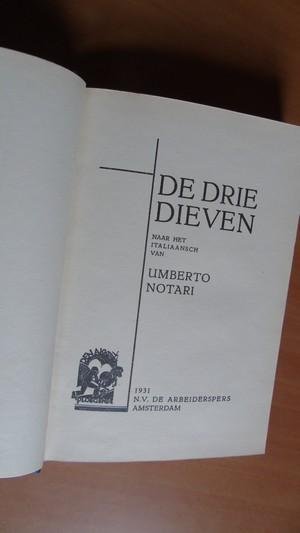 DE DRIE
DIEVEN
NAAR HET
ITALIAANSCH
VAN
UMBERTO
NOTARI
1931
N.V. DE ARBEIDERSPERS
AMSTERDAM